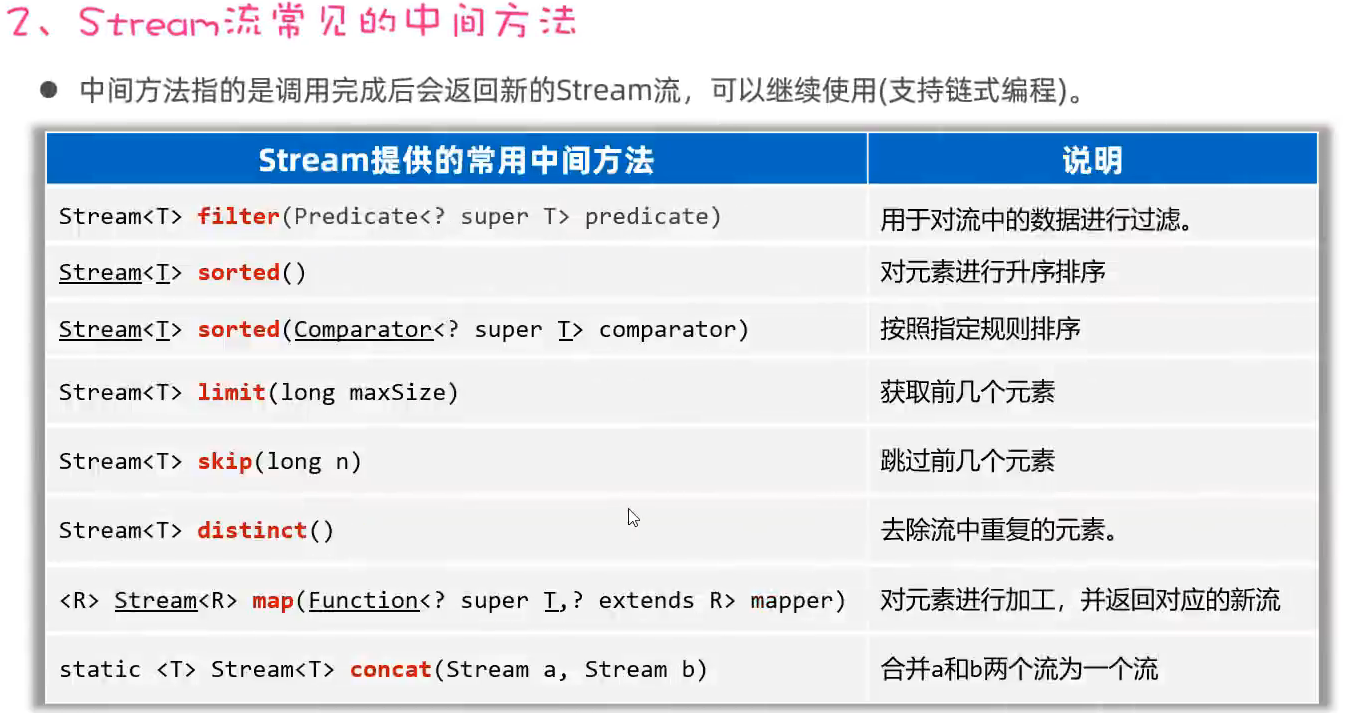 2、Stream流常见的中间方法
● 中间方法指的是调用完成后会返回新的Stream流，可以继续使用(支持链式编程)。
Stream提供的常用中间方法 说明
Stream<T> filter(Predicate<? super T> predicate) 用于对流中的数据进行过滤。
Stream<T> sorted() 对元素进行升序排序
Stream<T> sorted(Comparator<? super T> comparator) 按照指定规则排序
Stream<T> limit(long maxSize) 获取前几个元素
Stream<T> skip(long n) 跳过前几个元素
Stream<T> distinct() 去除流中重复的元素。
<R> Stream<R> map(Function<? super T,? extends R> mapper) 对元素进行加工，并返回对应的新流
static <T> Stream<T> concat(Stream a, Stream b) 合并a和b两个流为一个流